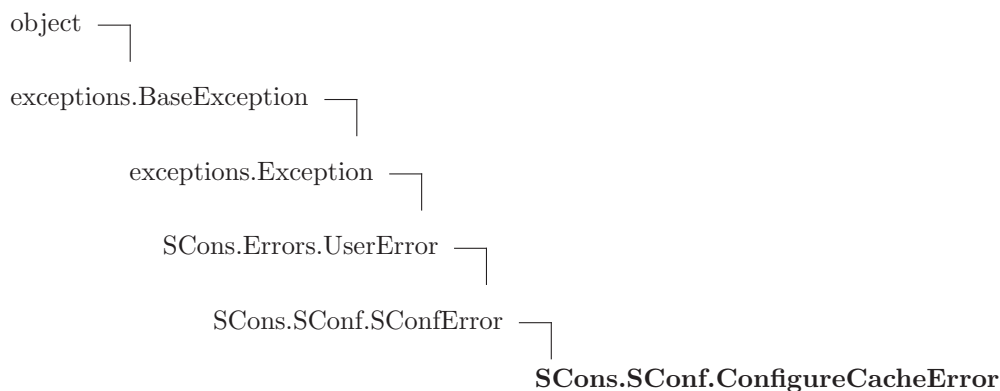 object
exceptions.BaseException
exceptions.Exception
SCons.Errors.UserError
SCons.SConf.SConfError
SCons.SConf.ConfigureCacheError